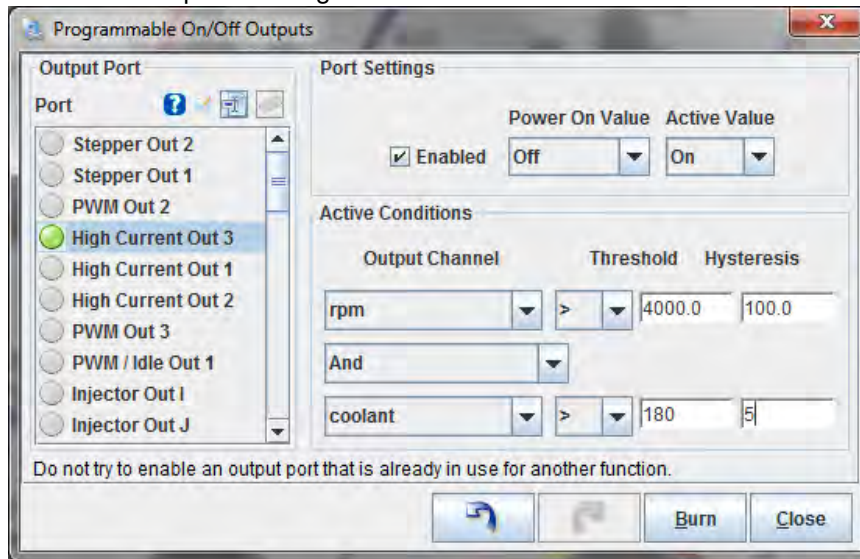 Programmable On/Off Outputs
Output Port
Port
Stepper Out 2
Stepper Out 1
PWM Out 2
High Current Out 3
High Current Out 1
High Current Out 2
PWM Out 3
PWM / Idle Out 1
Injector Out I
Injector Out J
Port Settings
Power On Value Active Value
Enabled Off On
Active Conditions
Output Channel Threshold Hysteresis
rpm > 4000.0 100.0
And
coolant > 180 5
Do not try to enable an output port that is already in use for another function.
Burn Close